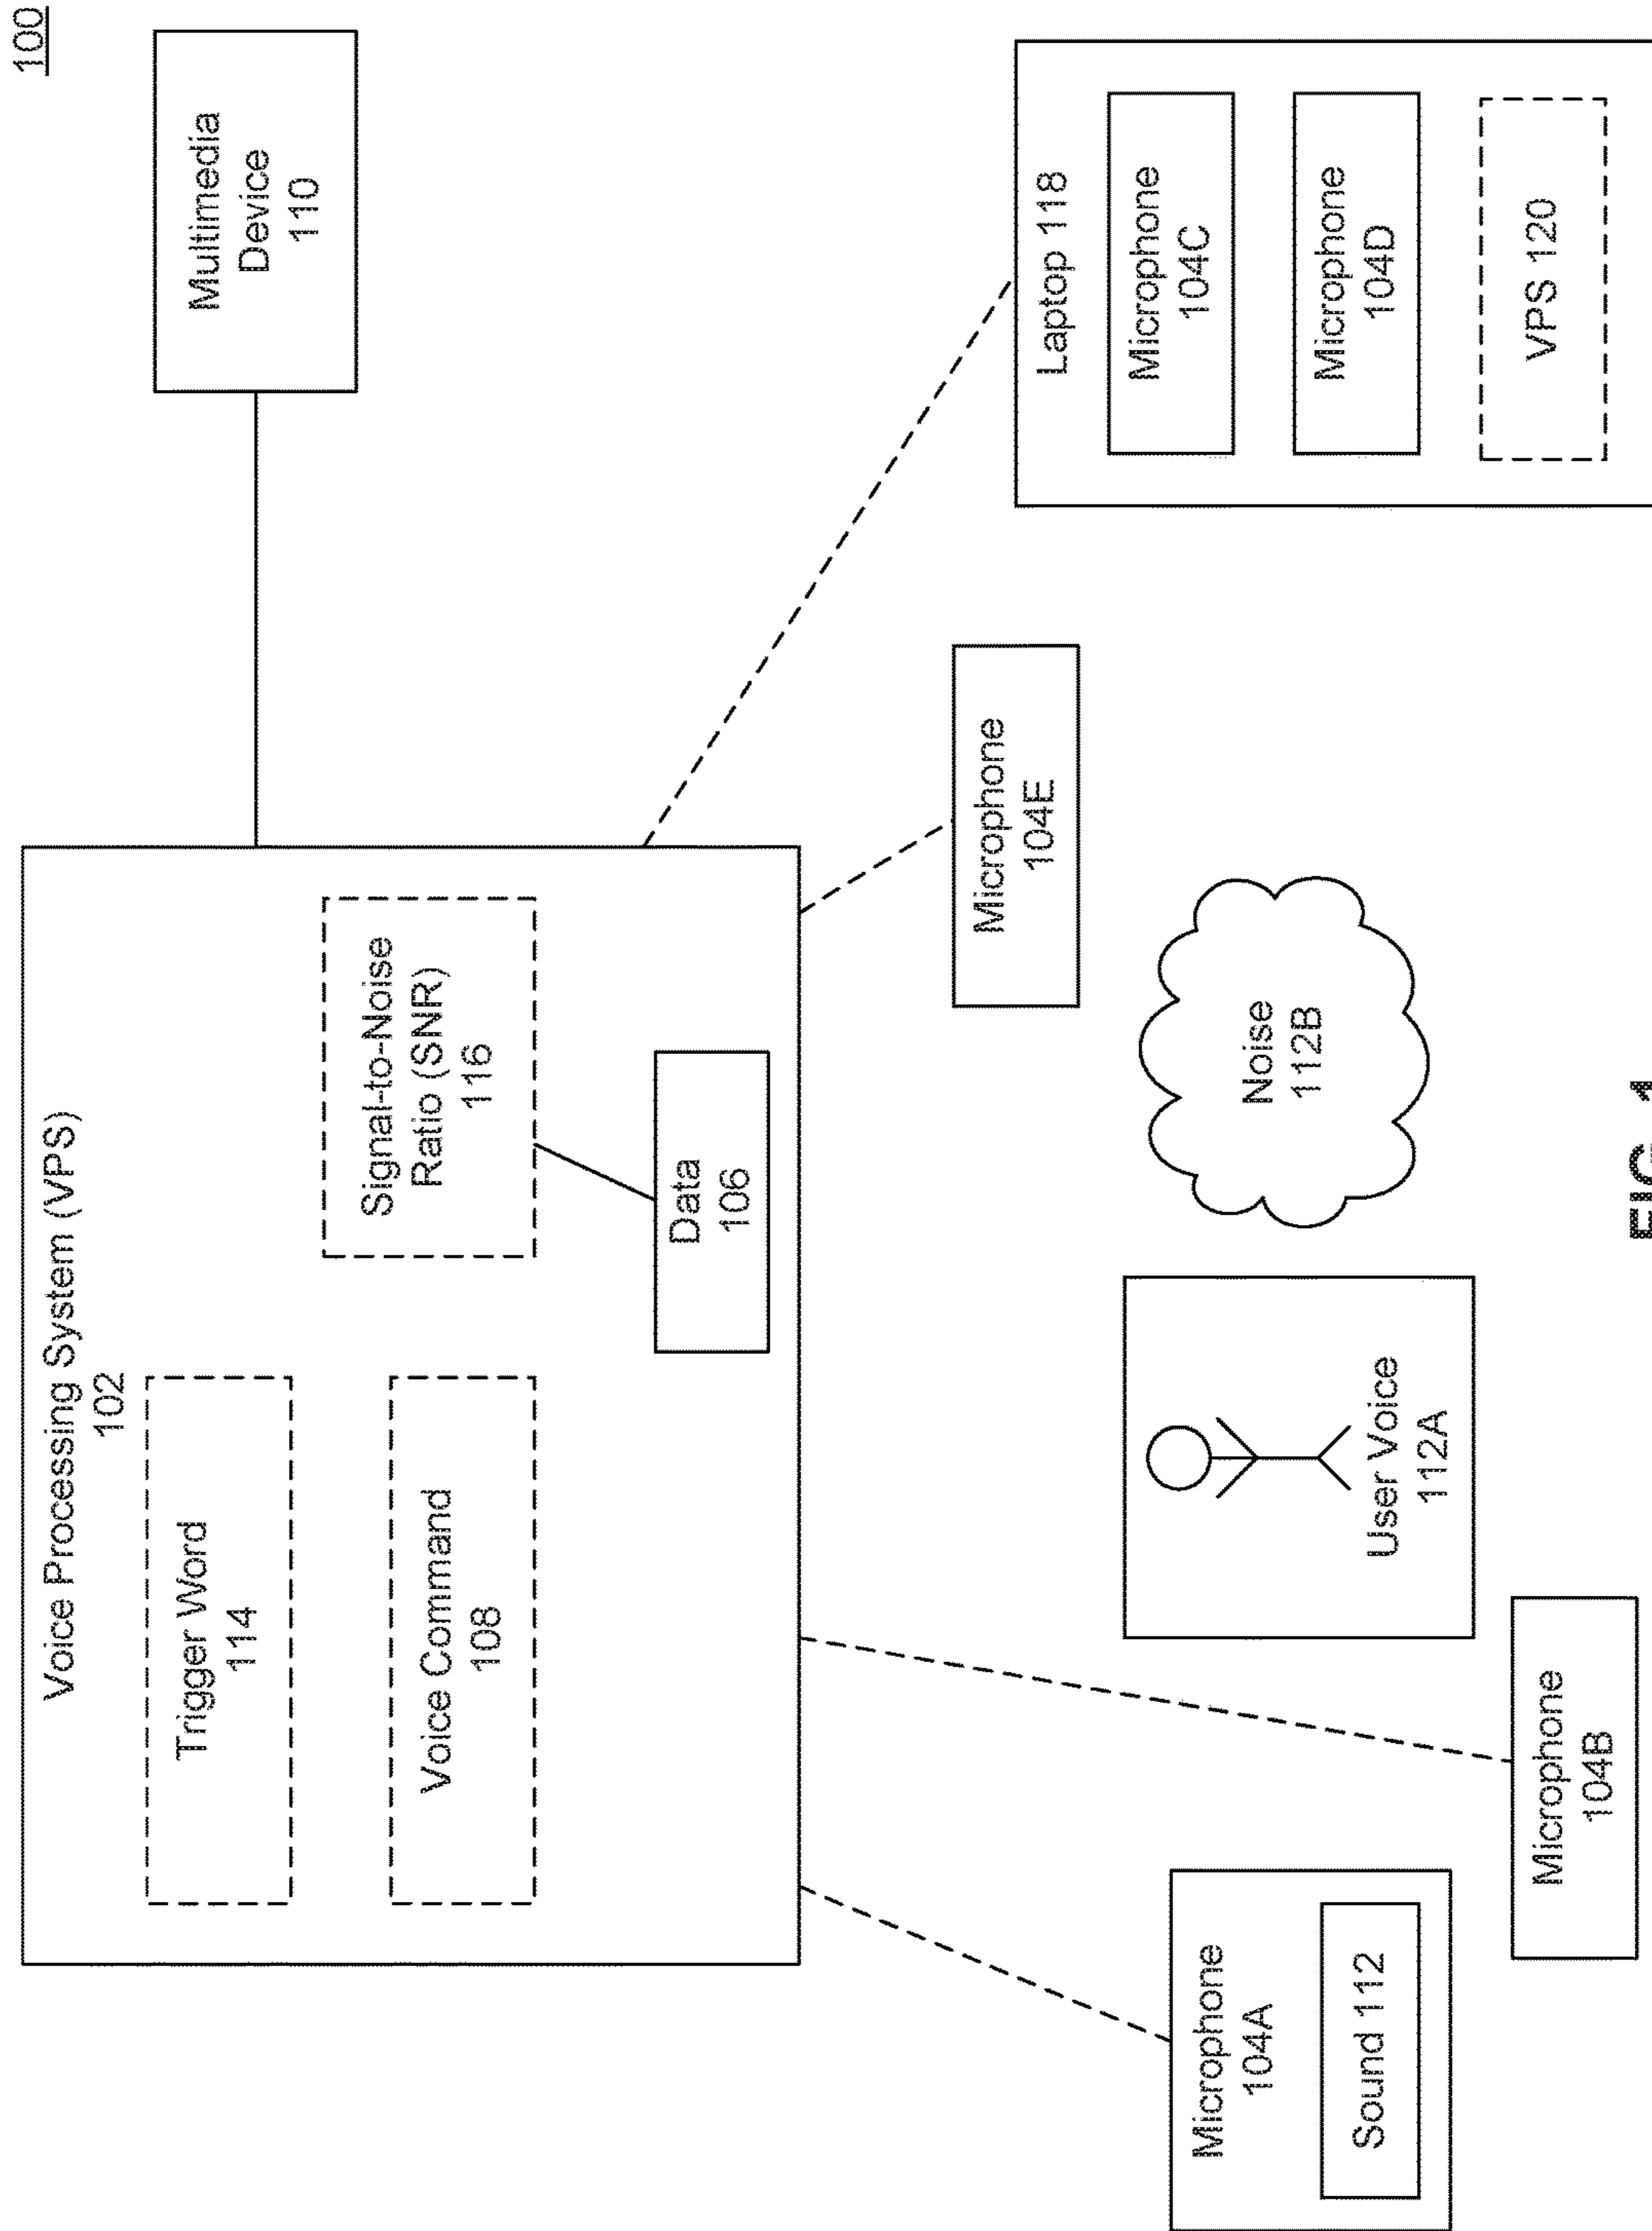 100
Voice Processing System (VPS)
102
Trigger Word
114
Voice Command
108
Signal-to-Noise
Ratio (SNR)
116
Data
106
Multimedia
Device
110
Microphone
104A
Sound 112
Microphone
104B
User Voice
112A
Noise
112B
Microphone
104E
Laptop 118
Microphone
104C
Microphone
104D
VPS 120
FIG. 1